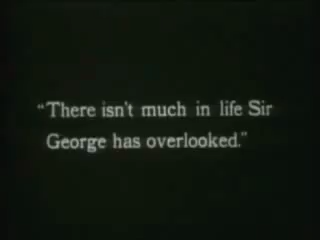 “There isn't much in life Sir
George has overlooked.”